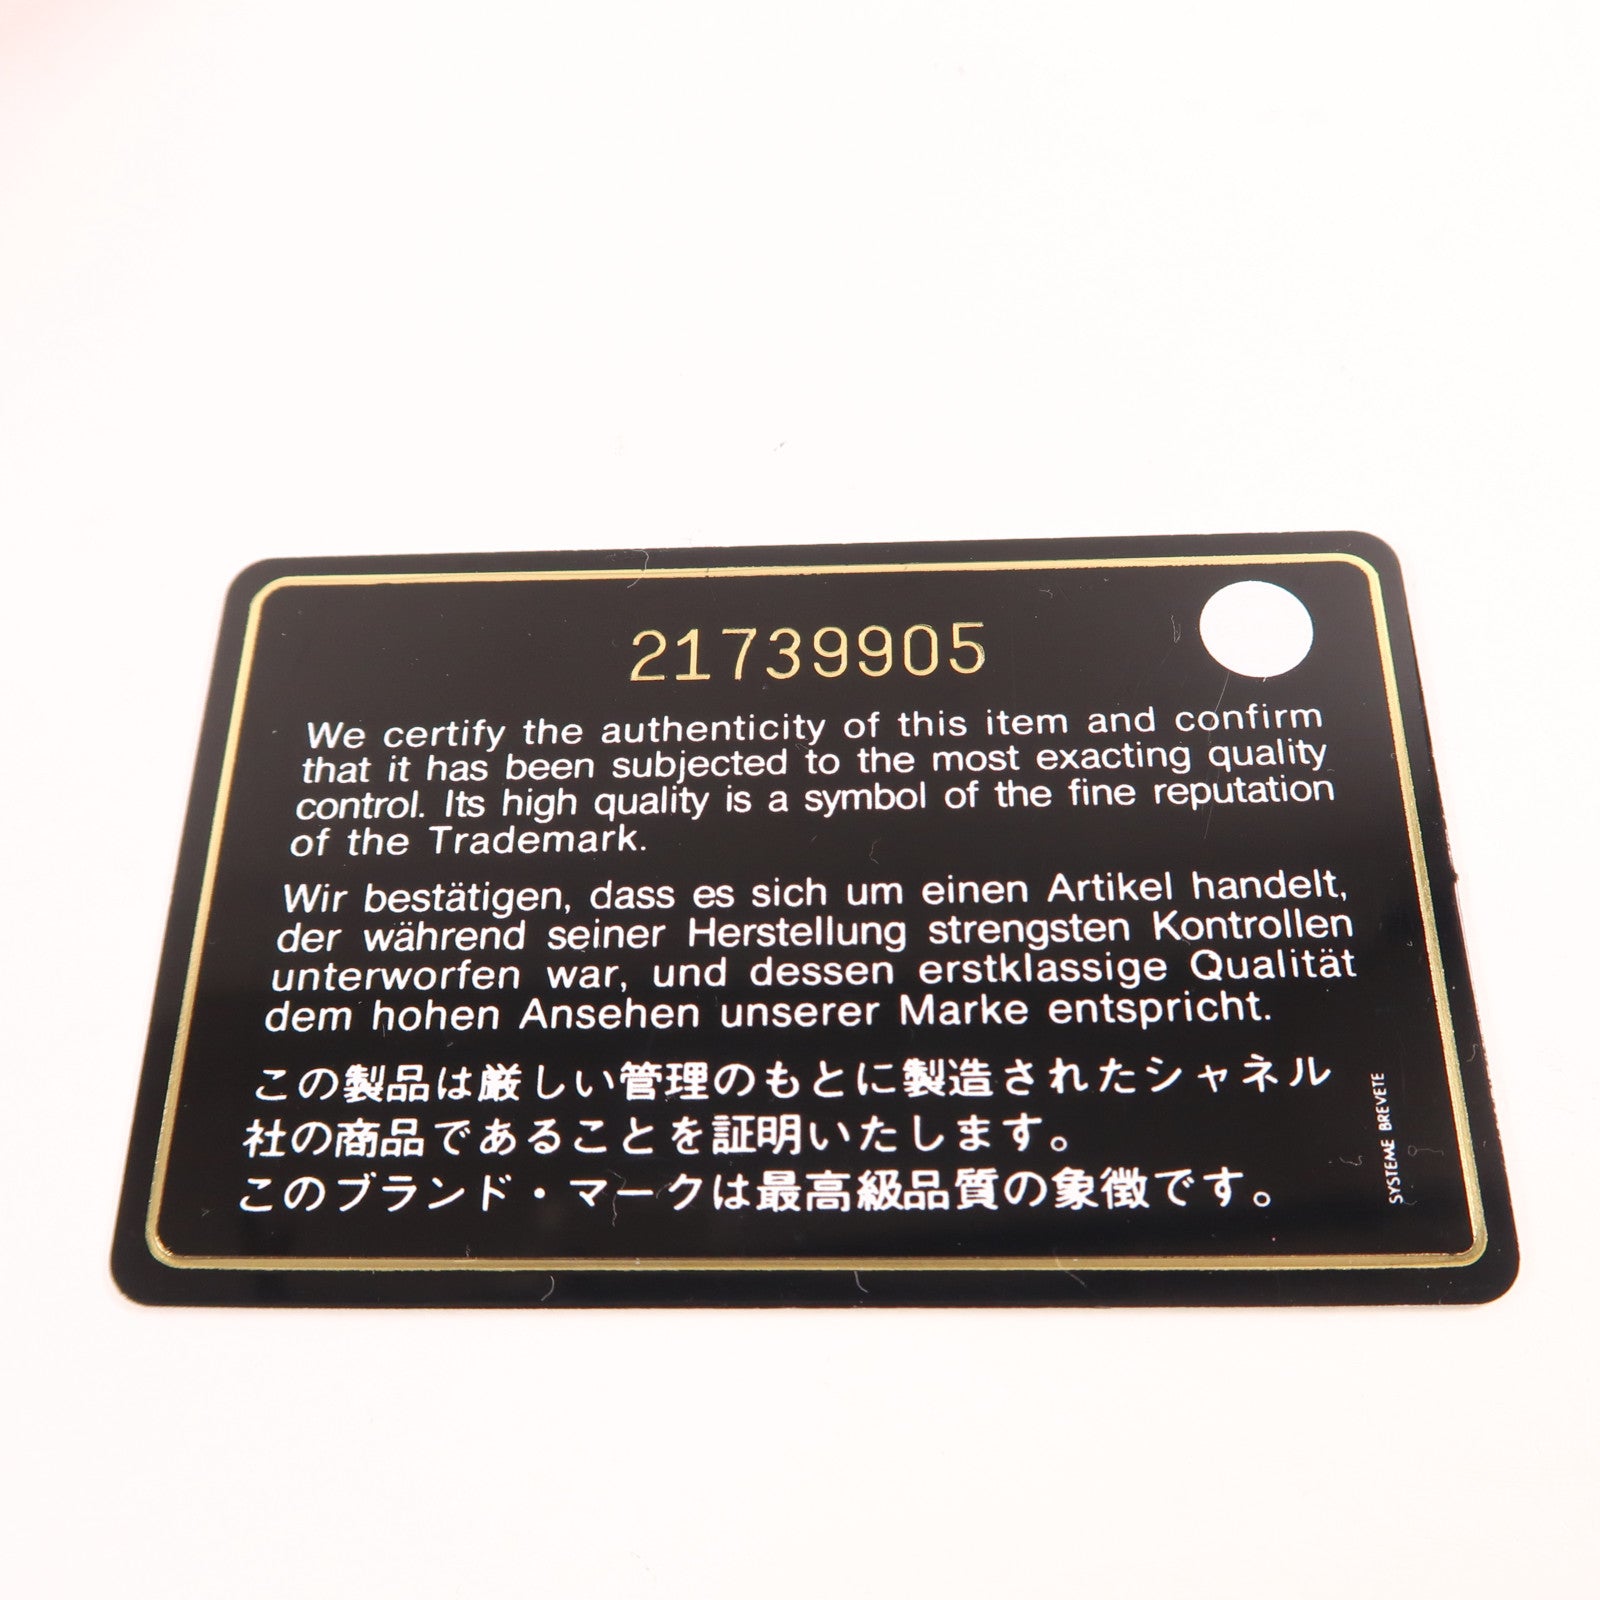 21739905
We certify the authenticity of this item and confirm
that it has been subjected to the most exacting quality
control. Its high quality is a symbol of the fine reputation
of the Trademark.
Wir bestätigen, dass es sich um einen Artikel handelt,
der während seiner Herstellung strengsten Kontrollen
unterworfen war, und dessen erstklassige Qualität
dem hohen Ansehen unserer Marke entspricht.
この製品は厳しい管理のもとに製造されたシャネル
社の商品であることを証明いたします。
このブランド・マークは最高級品質の象徴です。
SYSTEME BREVETE